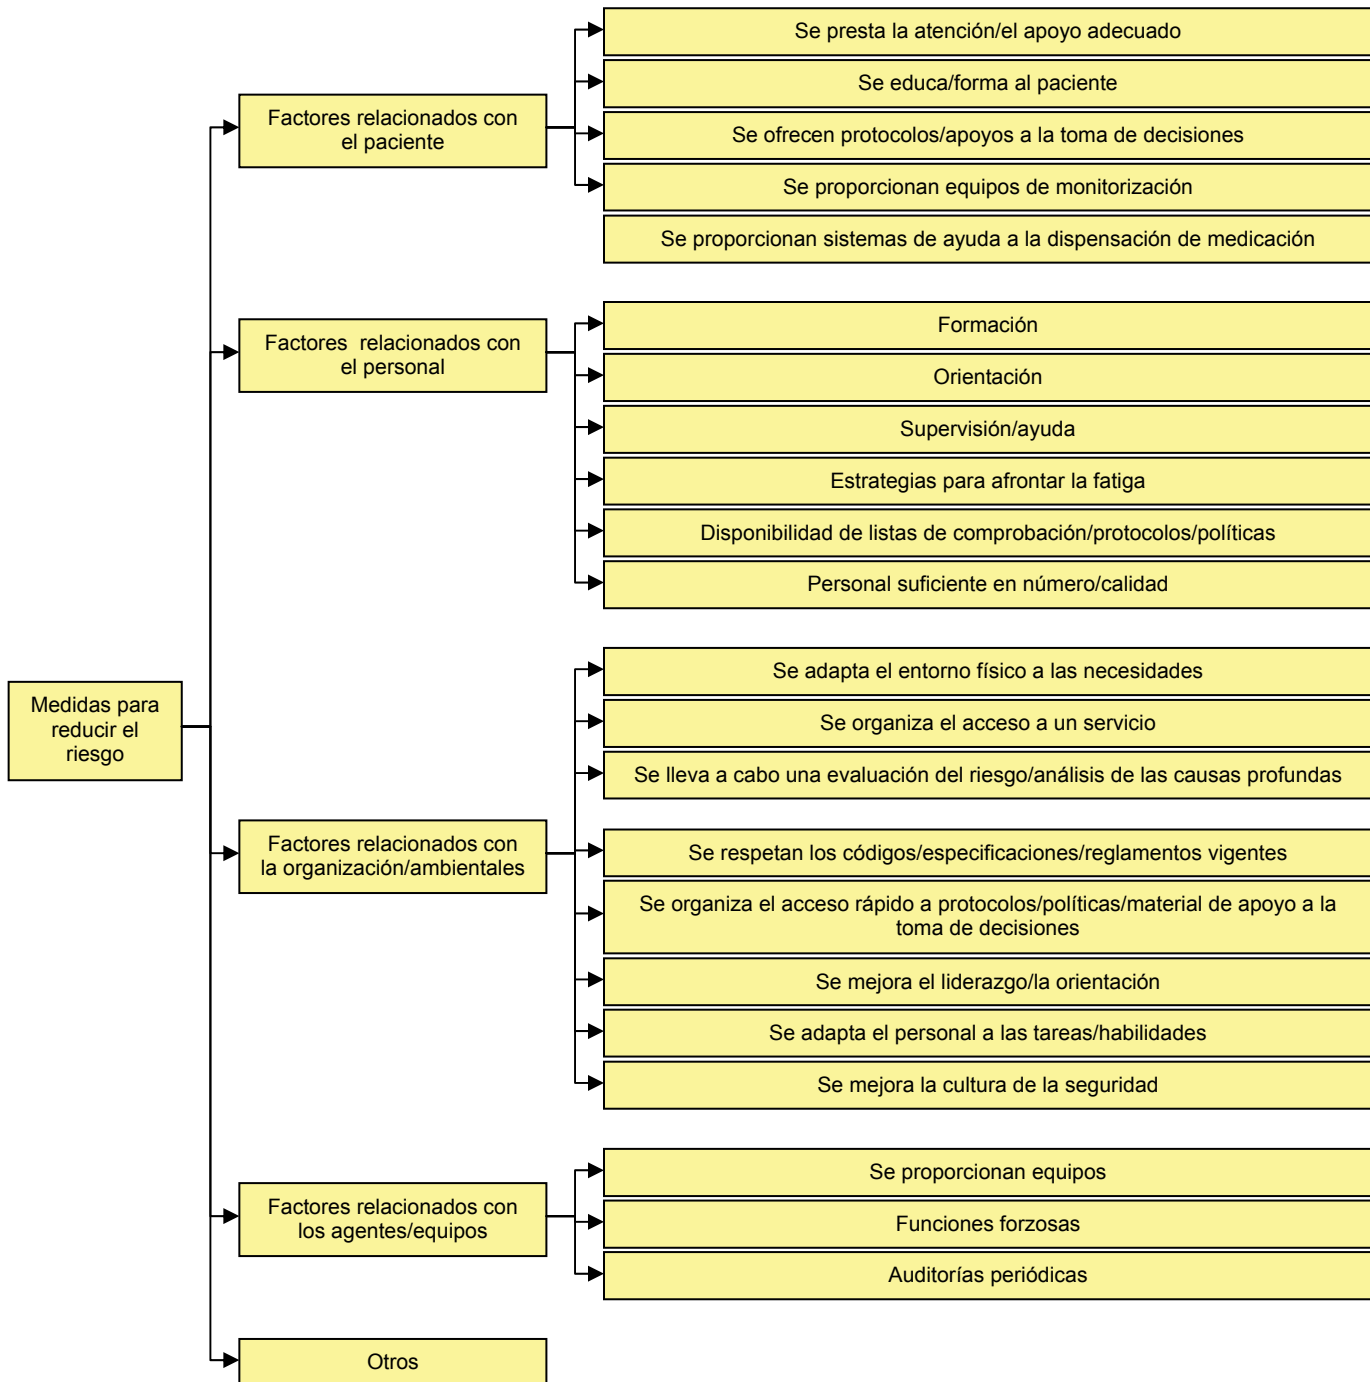 Medidas para
reducir el
riesgo
Factores relacionados con
el paciente
Se presta la atención/el apoyo adecuado
Se educa/forma al paciente
Se ofrecen protocolos/apoyos a la toma de decisiones
Se proporcionan equipos de monitorización
Se proporcionan sistemas de ayuda a la dispensación de medicación
Factores relacionados con
el personal
Formación
Orientación
Supervisión/ayuda
Estrategias para afrontar la fatiga
Disponibilidad de listas de comprobación/protocolos/políticas
Personal suficiente en número/calidad
Factores relacionados con
la organización/ambientales
Se adapta el entorno físico a las necesidades
Se organiza el acceso a un servicio
Se lleva a cabo una evaluación del riesgo/análisis de las causas profundas
Se respetan los códigos/especificaciones/reglamentos vigentes
Se organiza el acceso rápido a protocolos/políticas/material de apoyo a la
toma de decisiones
Se mejora el liderazgo/la orientación
Se adapta el personal a las tareas/habilidades
Se mejora la cultura de la seguridad
Factores relacionados con
los agentes/equipos
Se proporcionan equipos
Funciones forzosas
Auditorías periódicas
Otros